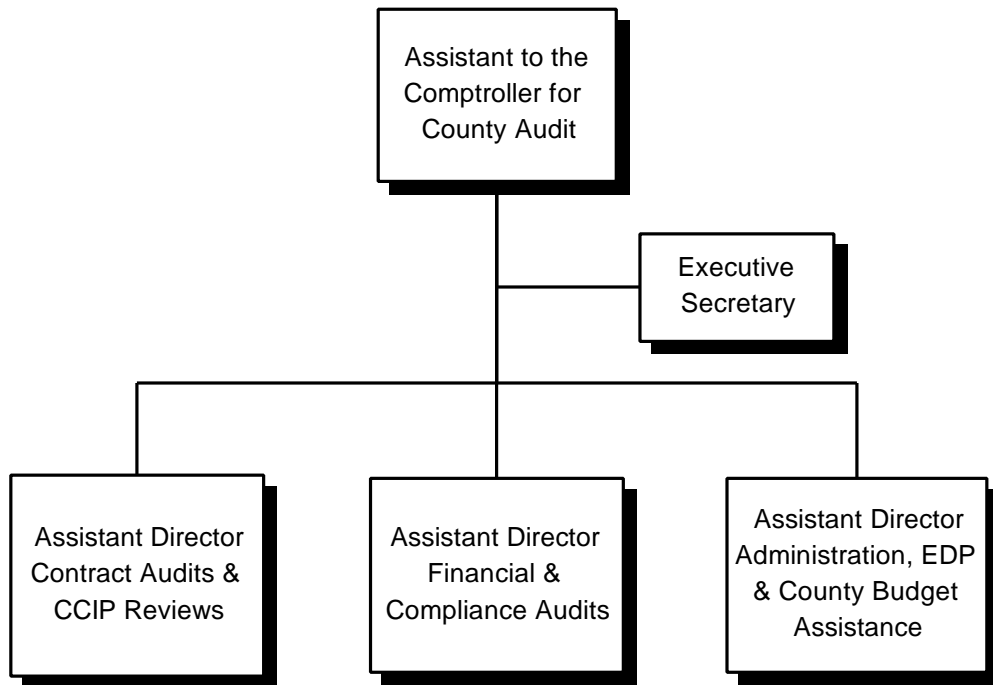 Assistant to the
Comptroller for
County Audit
Executive
Secretary
Assistant Director
Contract Audits &
CCIP Reviews
Assistant Director
Financial &
Compliance Audits
Assistant Director
Administration, EDP
& County Budget
Assistance